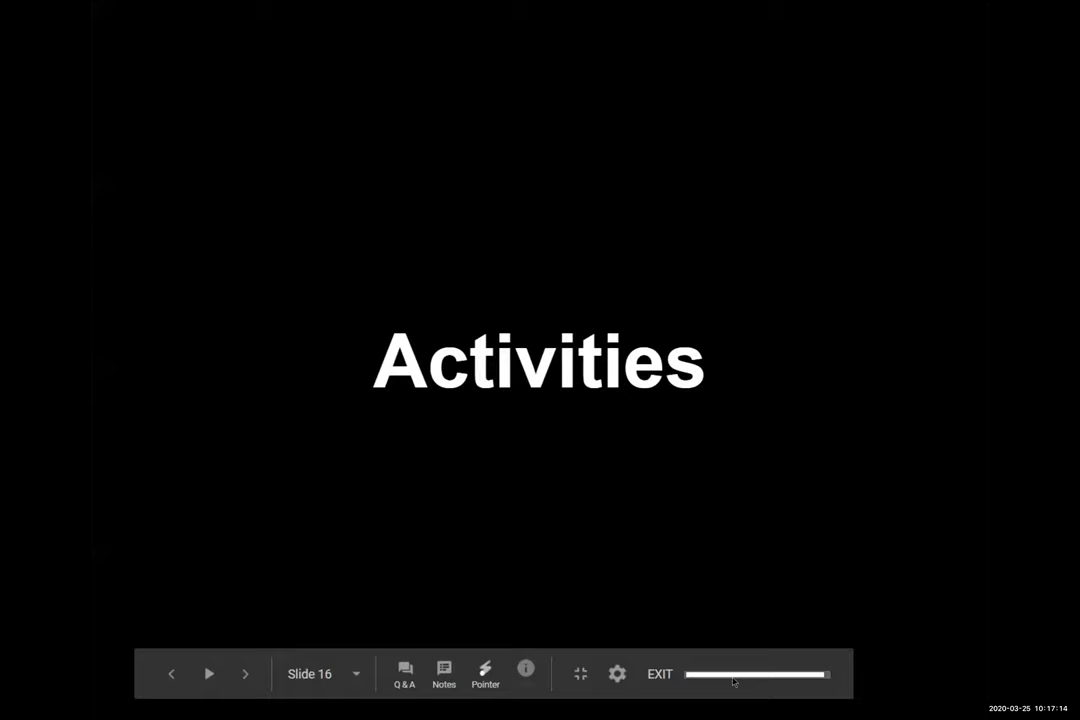 Activities
Slide 16
Q & A
Notes
Pointer
EXIT
2020-03-25 10:17:14